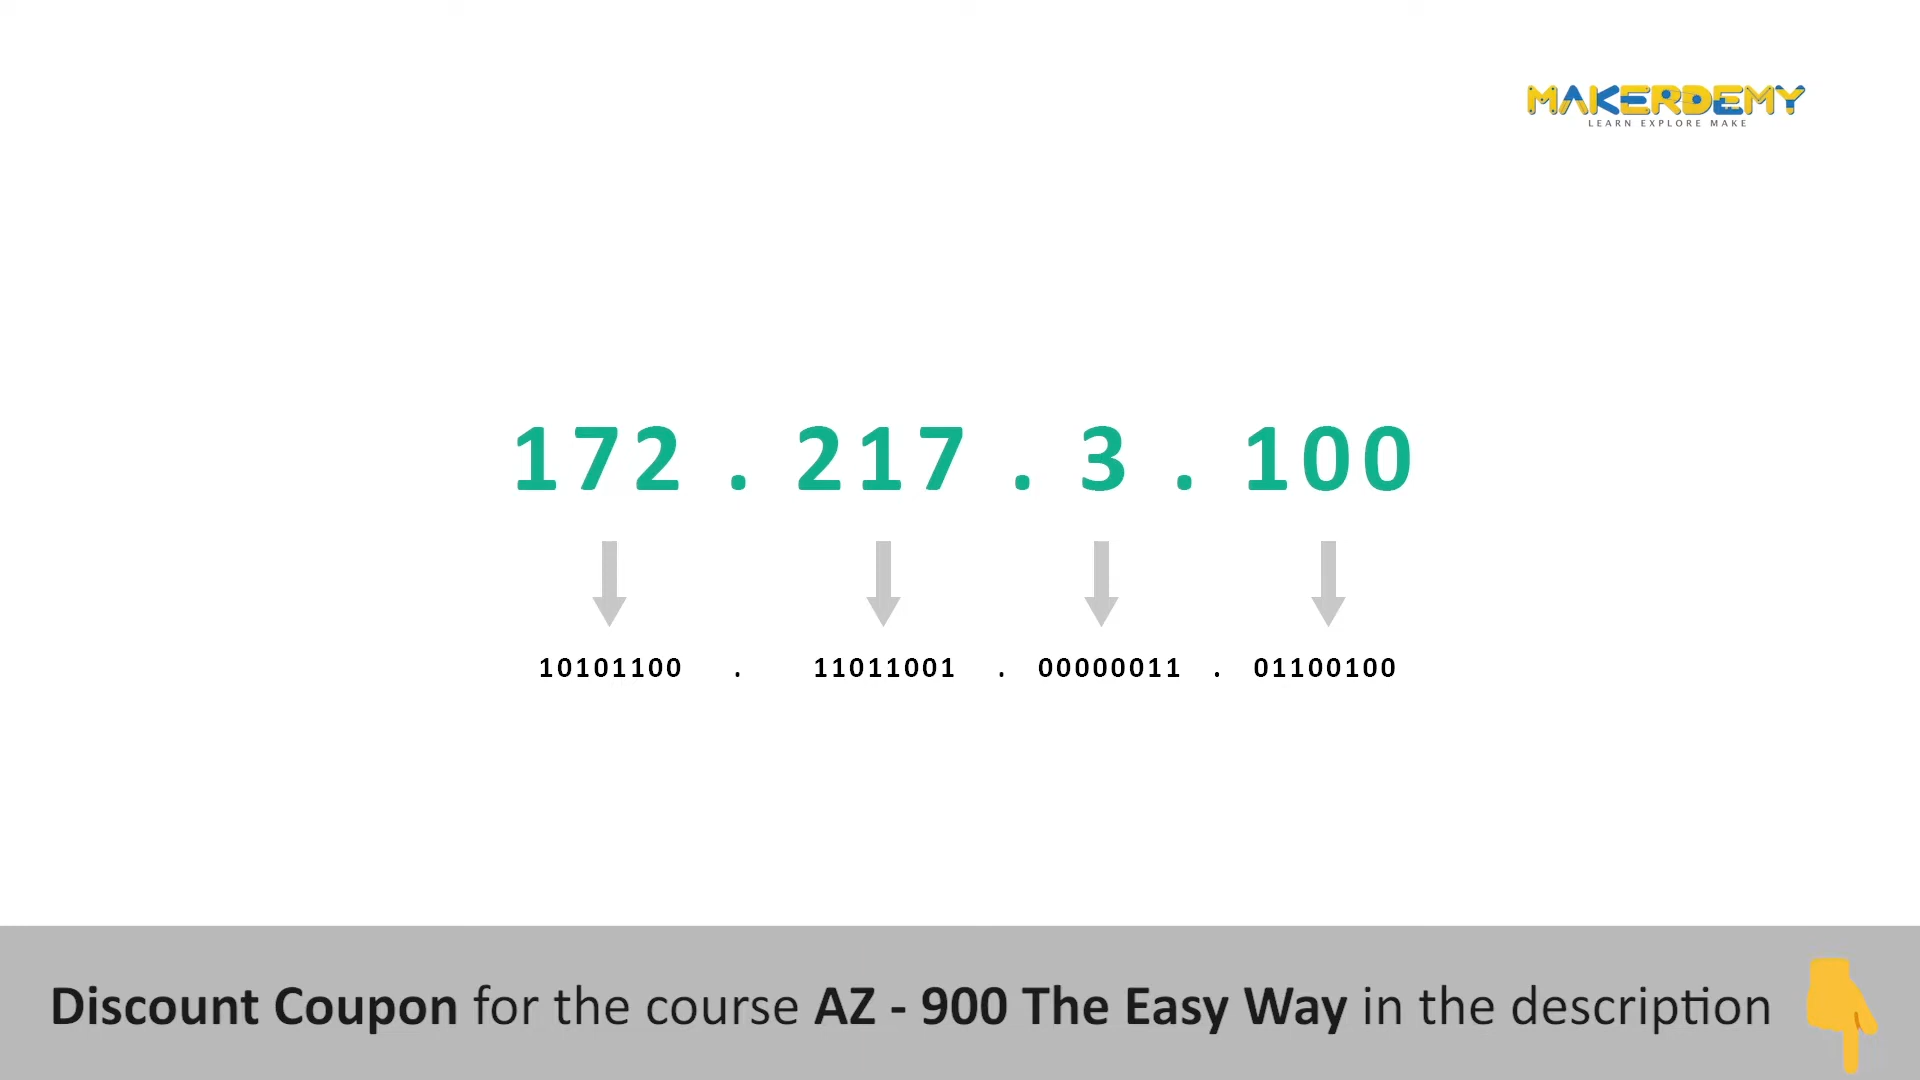 MAKERDEMY
LEARN EXPLORE MAKE
172 . 217 . 3 . 100
10101100 . 11011001 . 00000011 . 01100100
Discount Coupon for the course AZ - 900 The Easy Way in the description